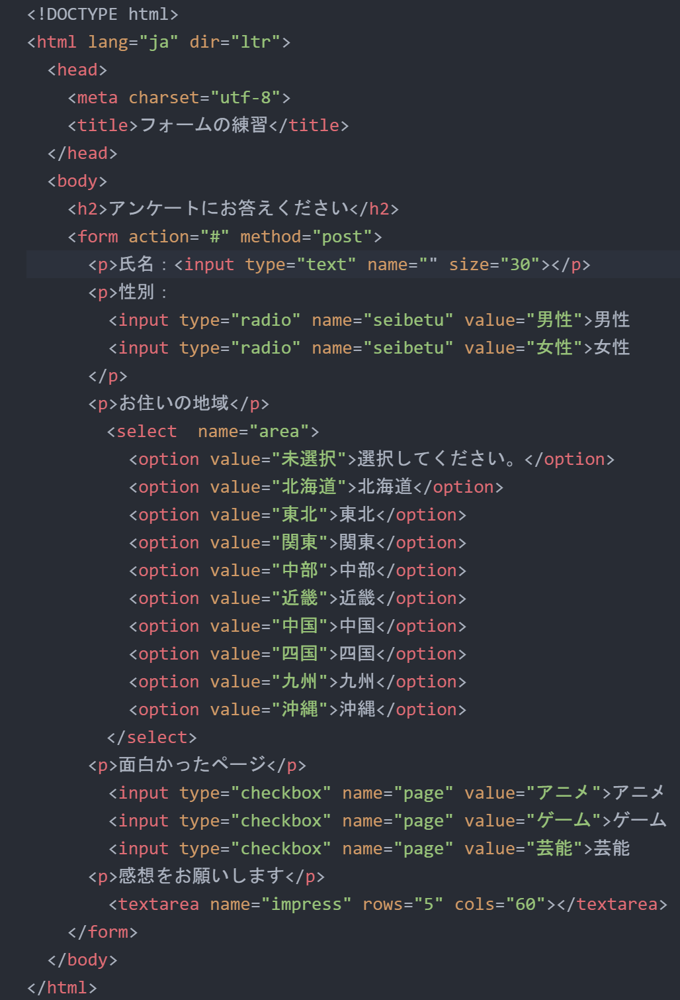 <!DOCTYPE html>
<html lang="ja" dir="ltr">
<head>
<meta charset="utf-8">
<title>フォームの練習</title>
</head>
<body>
<h2>アンケートにお答えください</h2>
<form action="#" method="post">
<p>氏名：<input type="text" name="" size="30"></p>
<p>性別：
<input type="radio" name="seibetu" value="男性">男性
<input type="radio" name="seibetu" value="女性">女性
</p>
<p>お住いの地域</p>
<select  name="area">
<option value="未選択">選択してください。</option>
<option value="北海道">北海道</option>
<option value="東北">東北</option>
<option value="関東">関東</option>
<option value="中部">中部</option>
<option value="近畿">近畿</option>
<option value="中国">中国</option>
<option value="四国">四国</option>
<option value="九州">九州</option>
<option value="沖縄">沖縄</option>
</select>
<p>面白かったページ</p>
<input type="checkbox" name="page" value="アニメ">アニメ
<input type="checkbox" name="page" value="ゲーム">ゲーム
<input type="checkbox" name="page" value="芸能">芸能
<p>感想をお願いします</p>
<textarea name="impress" rows="5" cols="60"></textarea>
</form>
</body>
</html>